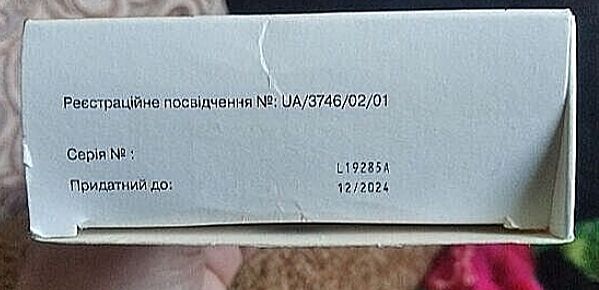 Реєстраційне посвідчення №: UA/3746/02/01
Серія № : L19285A
Придатний до: 12/2024